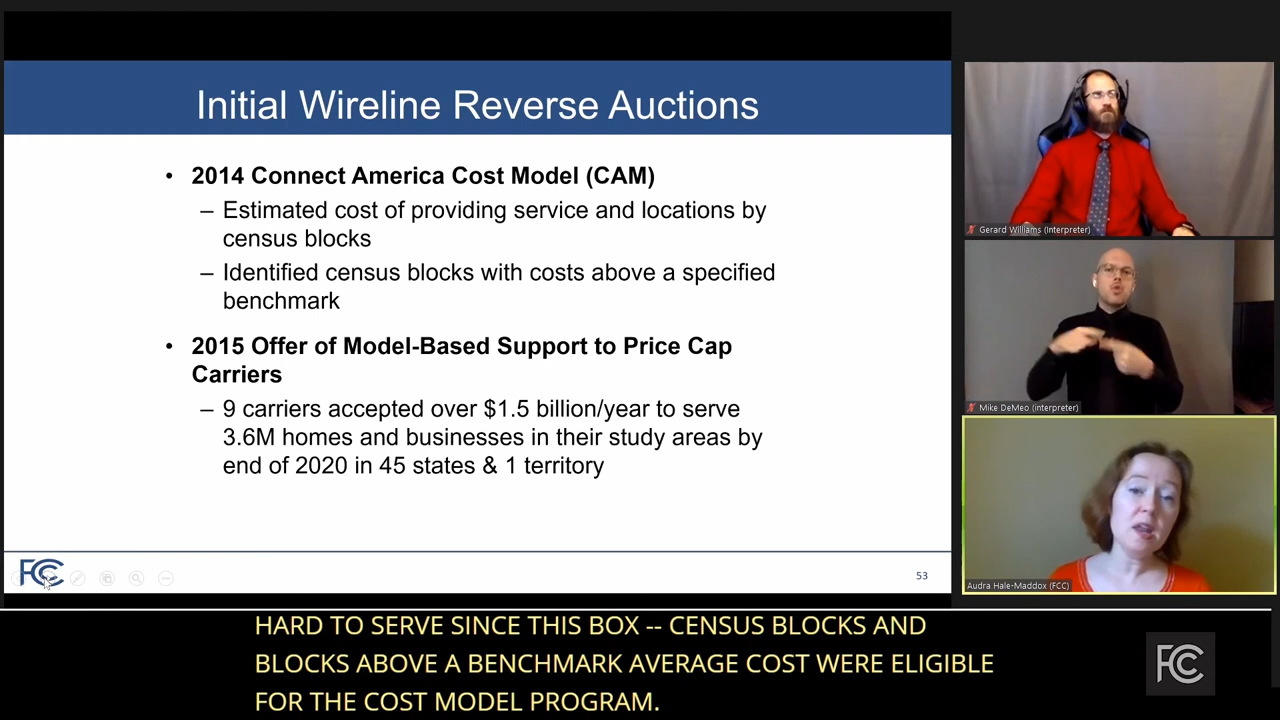 Initial Wireline Reverse Auctions
• 2014 Connect America Cost Model (CAM)
– Estimated cost of providing service and locations by
census blocks
– Identified census blocks with costs above a specified
benchmark
• 2015 Offer of Model-Based Support to Price Cap
Carriers
– 9 carriers accepted over $1.5 billion/year to serve
3.6M homes and businesses in their study areas by
end of 2020 in 45 states & 1 territory
FCC
53
Gerard Williams (Interpreter)
Mike DeMeo (interpreter)
Audra Hale-Maddox (FCC)
HARD TO SERVE SINCE THIS BOX -- CENSUS BLOCKS AND
BLOCKS ABOVE A BENCHMARK AVERAGE COST WERE ELIGIBLE
FOR THE COST MODEL PROGRAM.
FCC